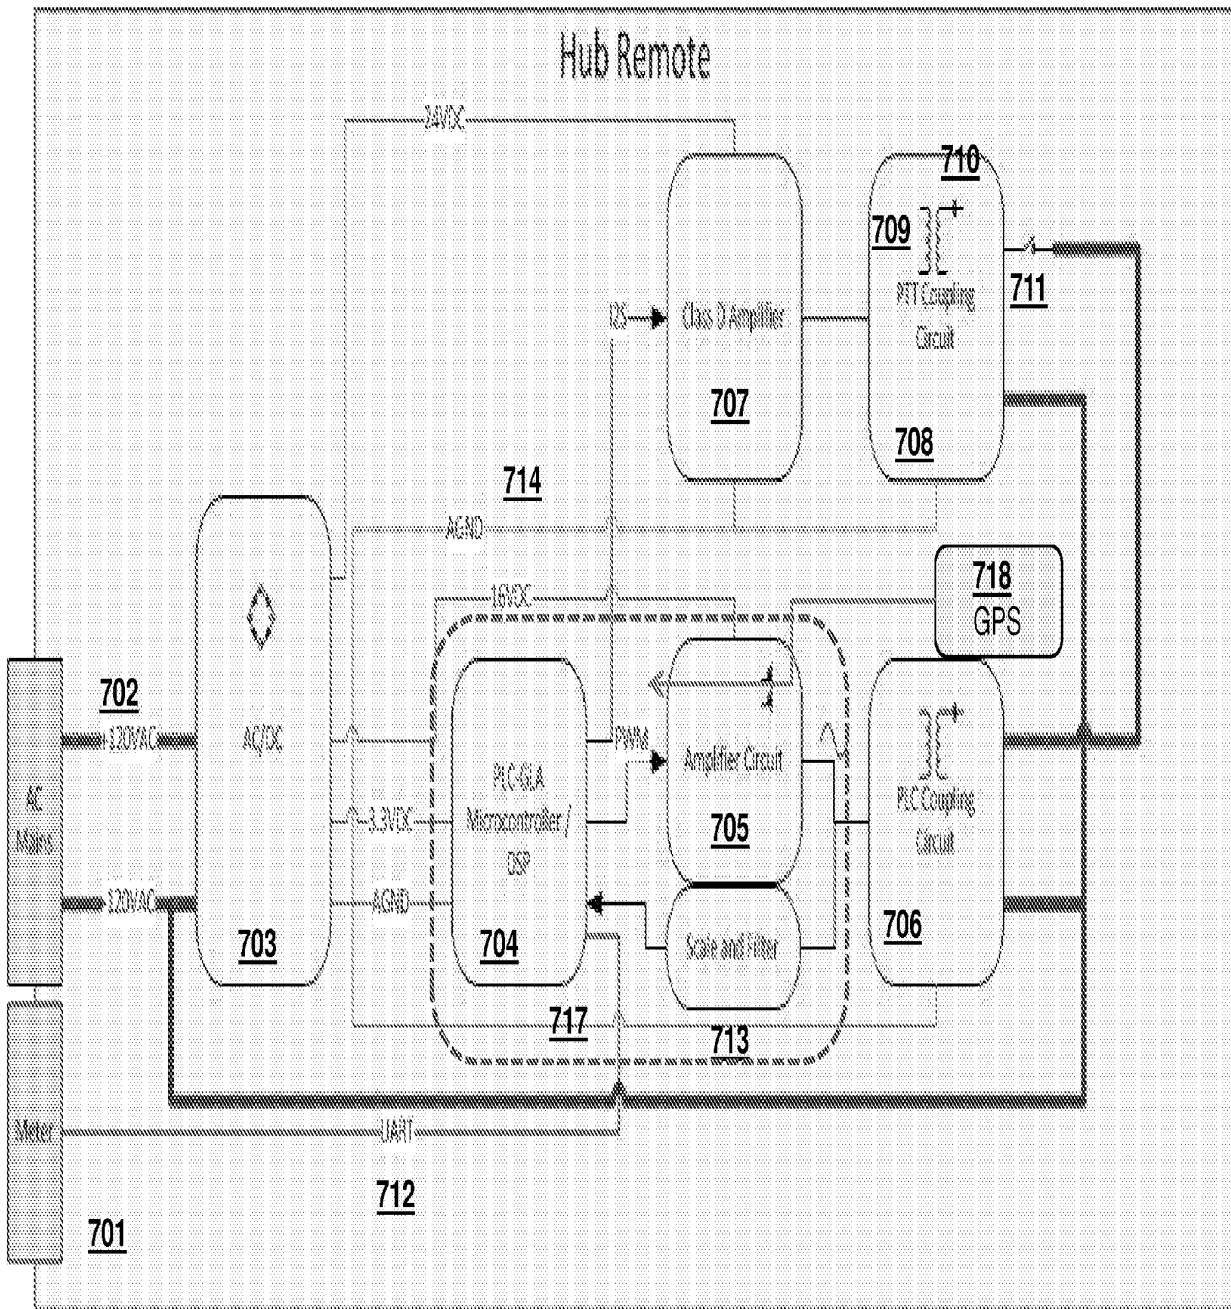 Hub Remote
24VDC
710
709
PTT Coupling
Circuit
711
I2S
Class D Amplifier
707
708
714
AGND
718
GPS
16VDC
702
+120VAC
AC/DC
PWM
Amplifier Circuit
PLC-GLA
Microcontroller /
DSP
PLC Coupling
Circuit
AC
Mains
3.3VDC
705
-120VAC
AGND
703
704
Scale and Filter
706
717
713
Meter
UART
712
701